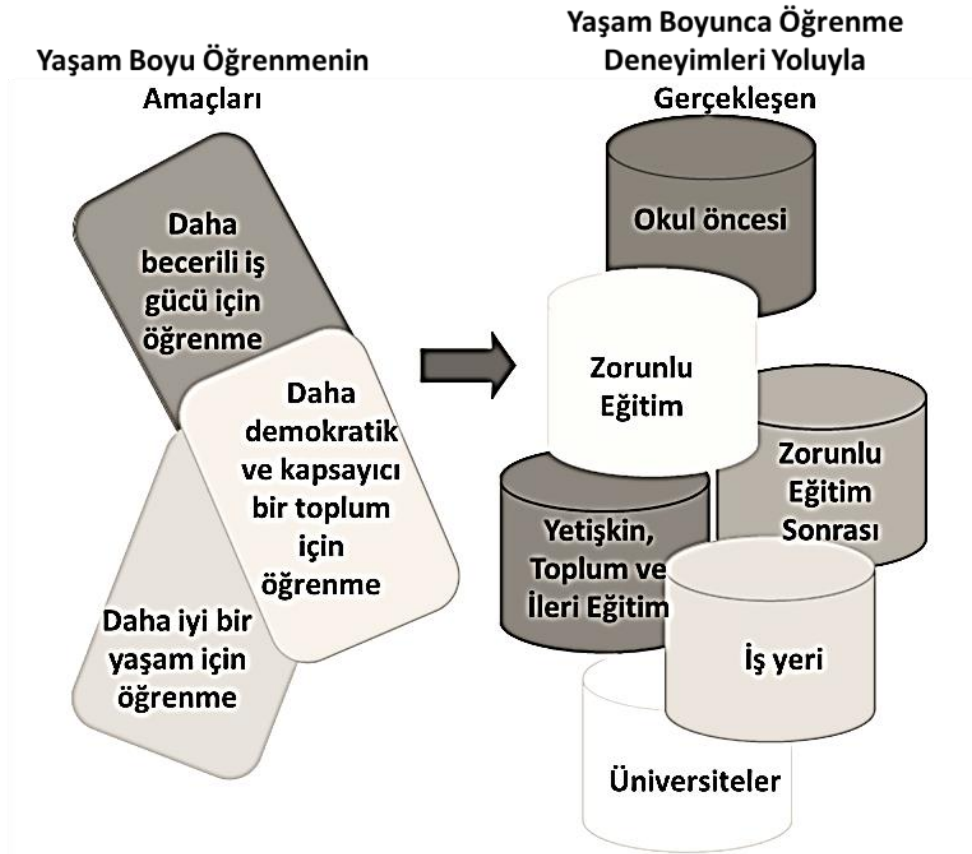 Yaşam Boyu Öğrenmenin
Amaçları
Daha
becerili iş
gücü için
öğrenme
Daha
demokratik
ve kapsayıcı
bir toplum
için
öğrenme
Daha iyi bir
yaşam için
öğrenme
Yaşam Boyunca Öğrenme
Deneyimleri Yoluyla
Gerçekleşen
Okul öncesi
Zorunlu
Eğitim
Zorunlu
Eğitim
Sonrası
Yetişkin,
Toplum ve
İleri Eğitim
İş yeri
Üniversiteler